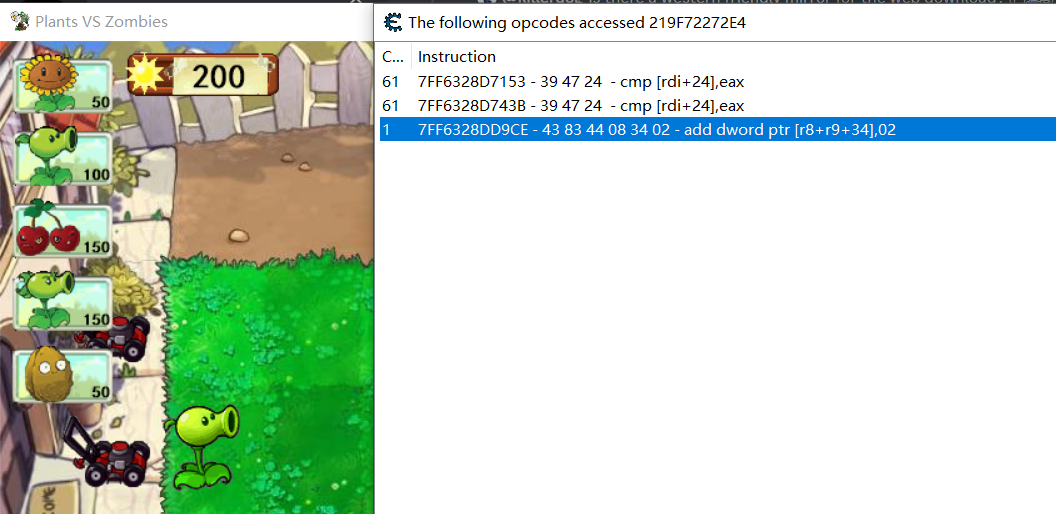 Plants VS Zombies
200
50
100
150
150
50
The following opcodes accessed 219F72272E4
C... Instruction
61 7FF6328D7153 - 39 47 24 - cmp [rdi+24],eax
61 7FF6328D743B - 39 47 24 - cmp [rdi+24],eax
1 7FF6328DD9CE - 43 83 44 08 34 02 - add dword ptr [r8+r9+34],02